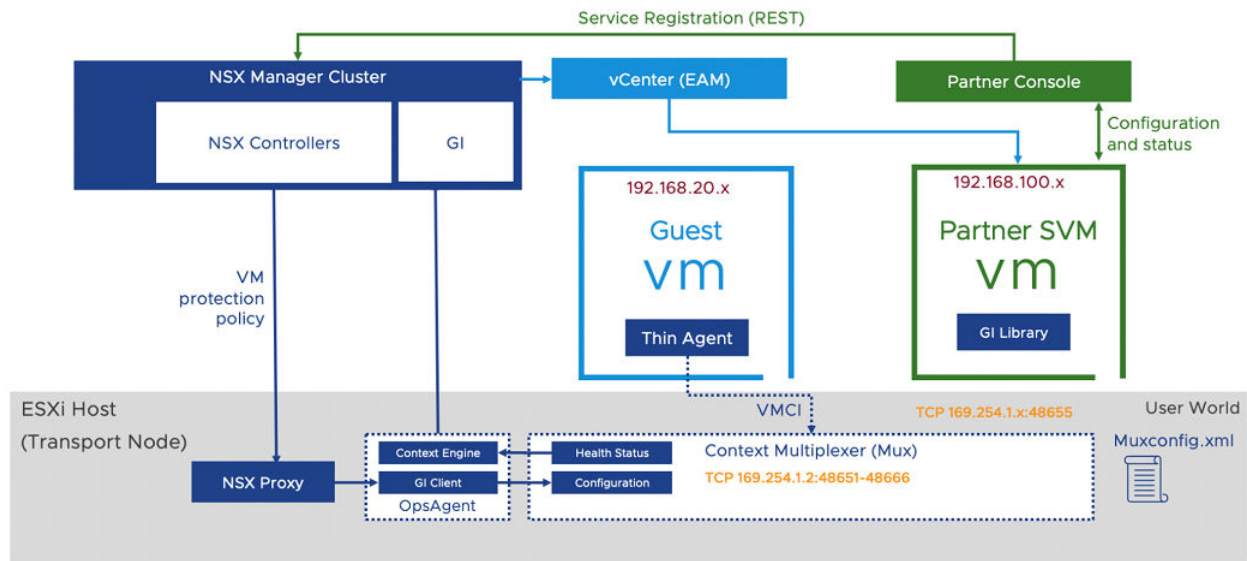 Service Registration (REST)
NSX Manager Cluster
vCenter (EAM)
Partner Console
NSX Controllers
GI
Configuration
and status
192.168.20.x
192.168.100.x
Guest
vm
Partner SVM
vm
VM
protection
policy
Thin Agent
GI Library
ESXi Host
(Transport Node)
VMCI
TCP 169.254.1.x:48655
User World
Muxconfig.xml
Context Engine
Health Status
Context Multiplexer (Mux)
NSX Proxy
GI Client
Configuration
TCP 169.254.1.2:48651-48666
OpsAgent